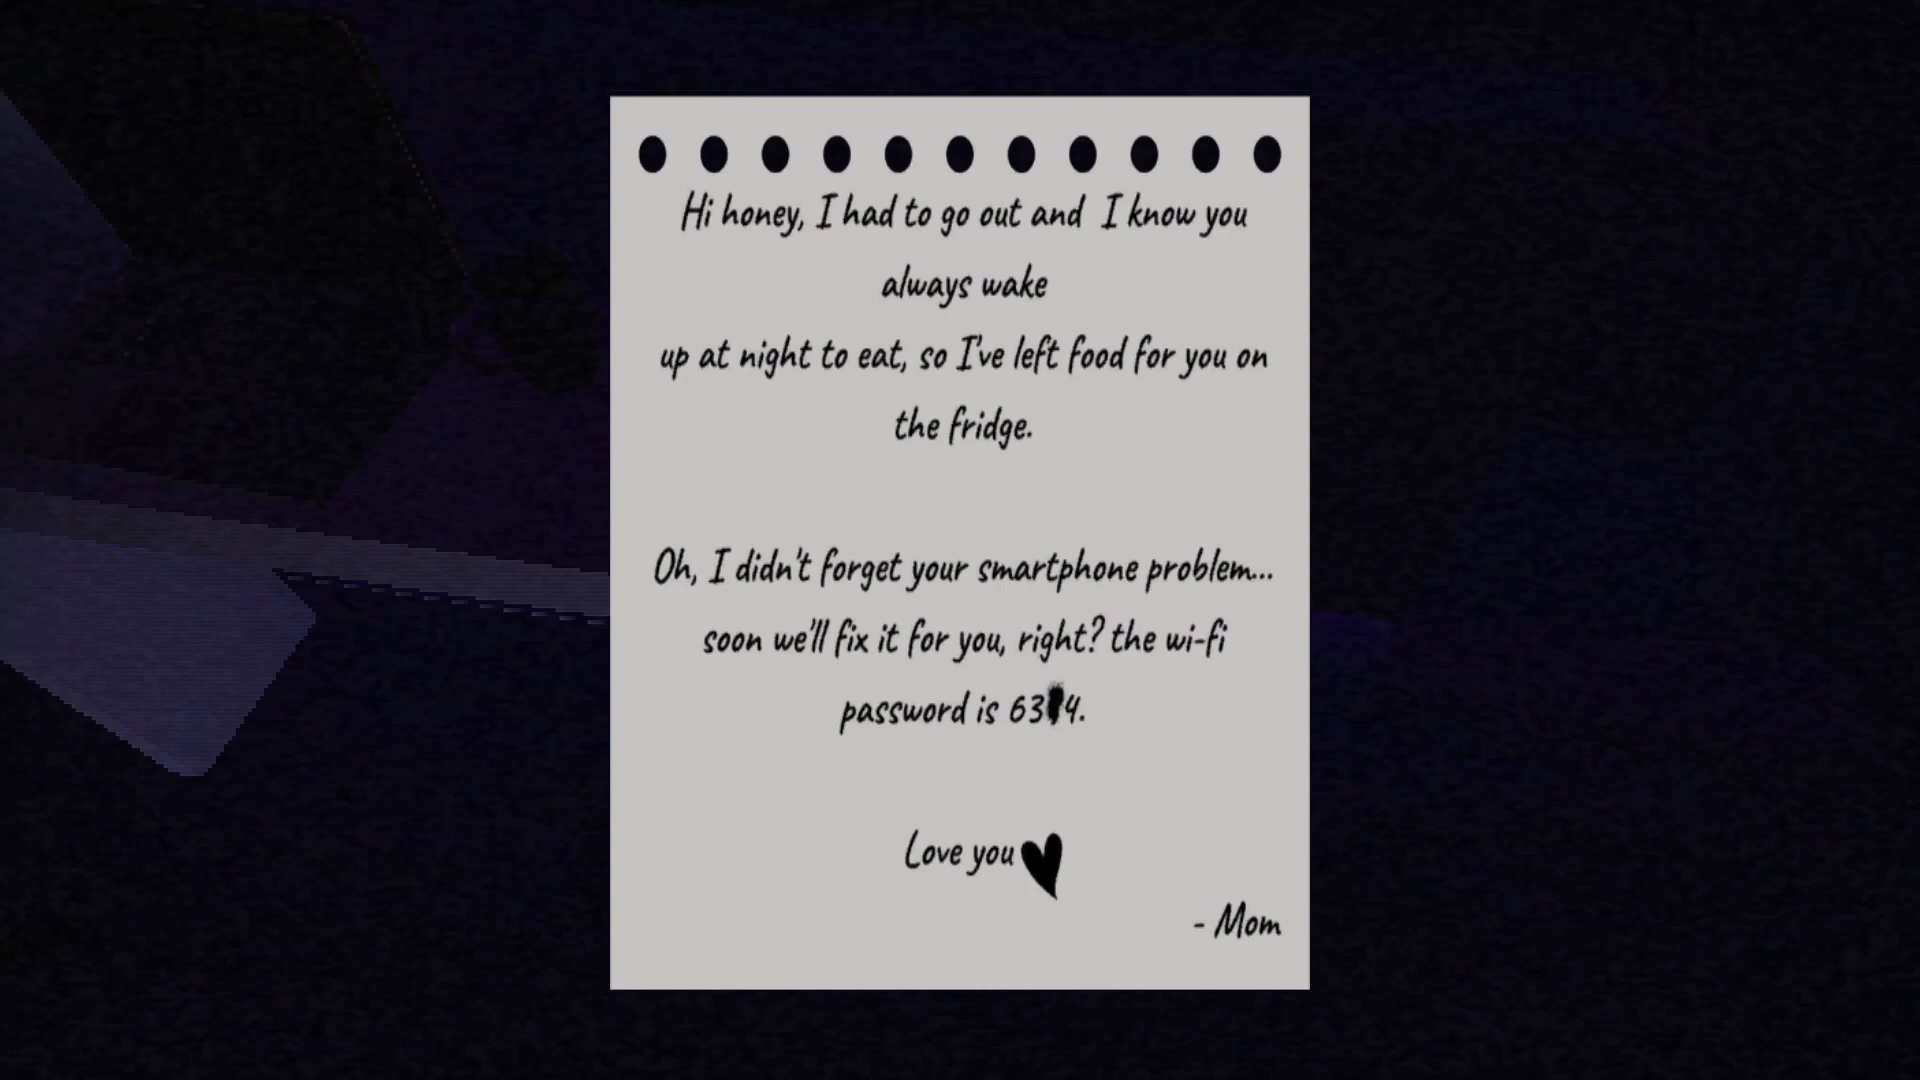 Hi honey, I had to go out and I know you
always wake
up at night to eat, so I've left food for you on
the fridge.
Oh, I didn't forget your smartphone problem...
soon we'll fix it for you, right? the wi-fi
password is
Love you
- Mom